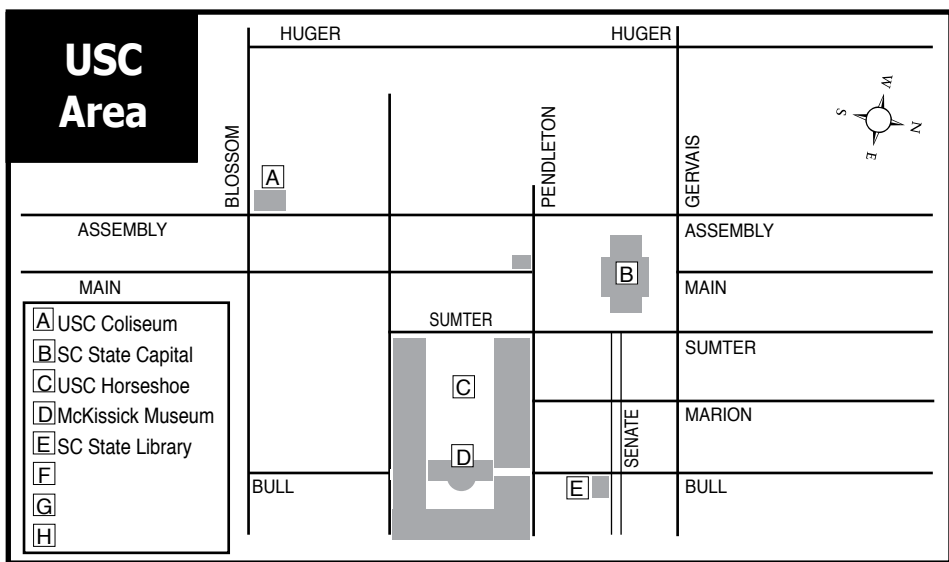 USC
Area
HUGER
HUGER
BLOSSOM
PENDLETON
GERVAIS
W
S
N
E
A
ASSEMBLY
ASSEMBLY
B
MAIN
MAIN
SUMTER
SUMTER
C
MARION
SENATE
D
BULL
E
BULL
A USC Coliseum
B SC State Capital
C USC Horseshoe
D McKissick Museum
E SC State Library
F
G
H